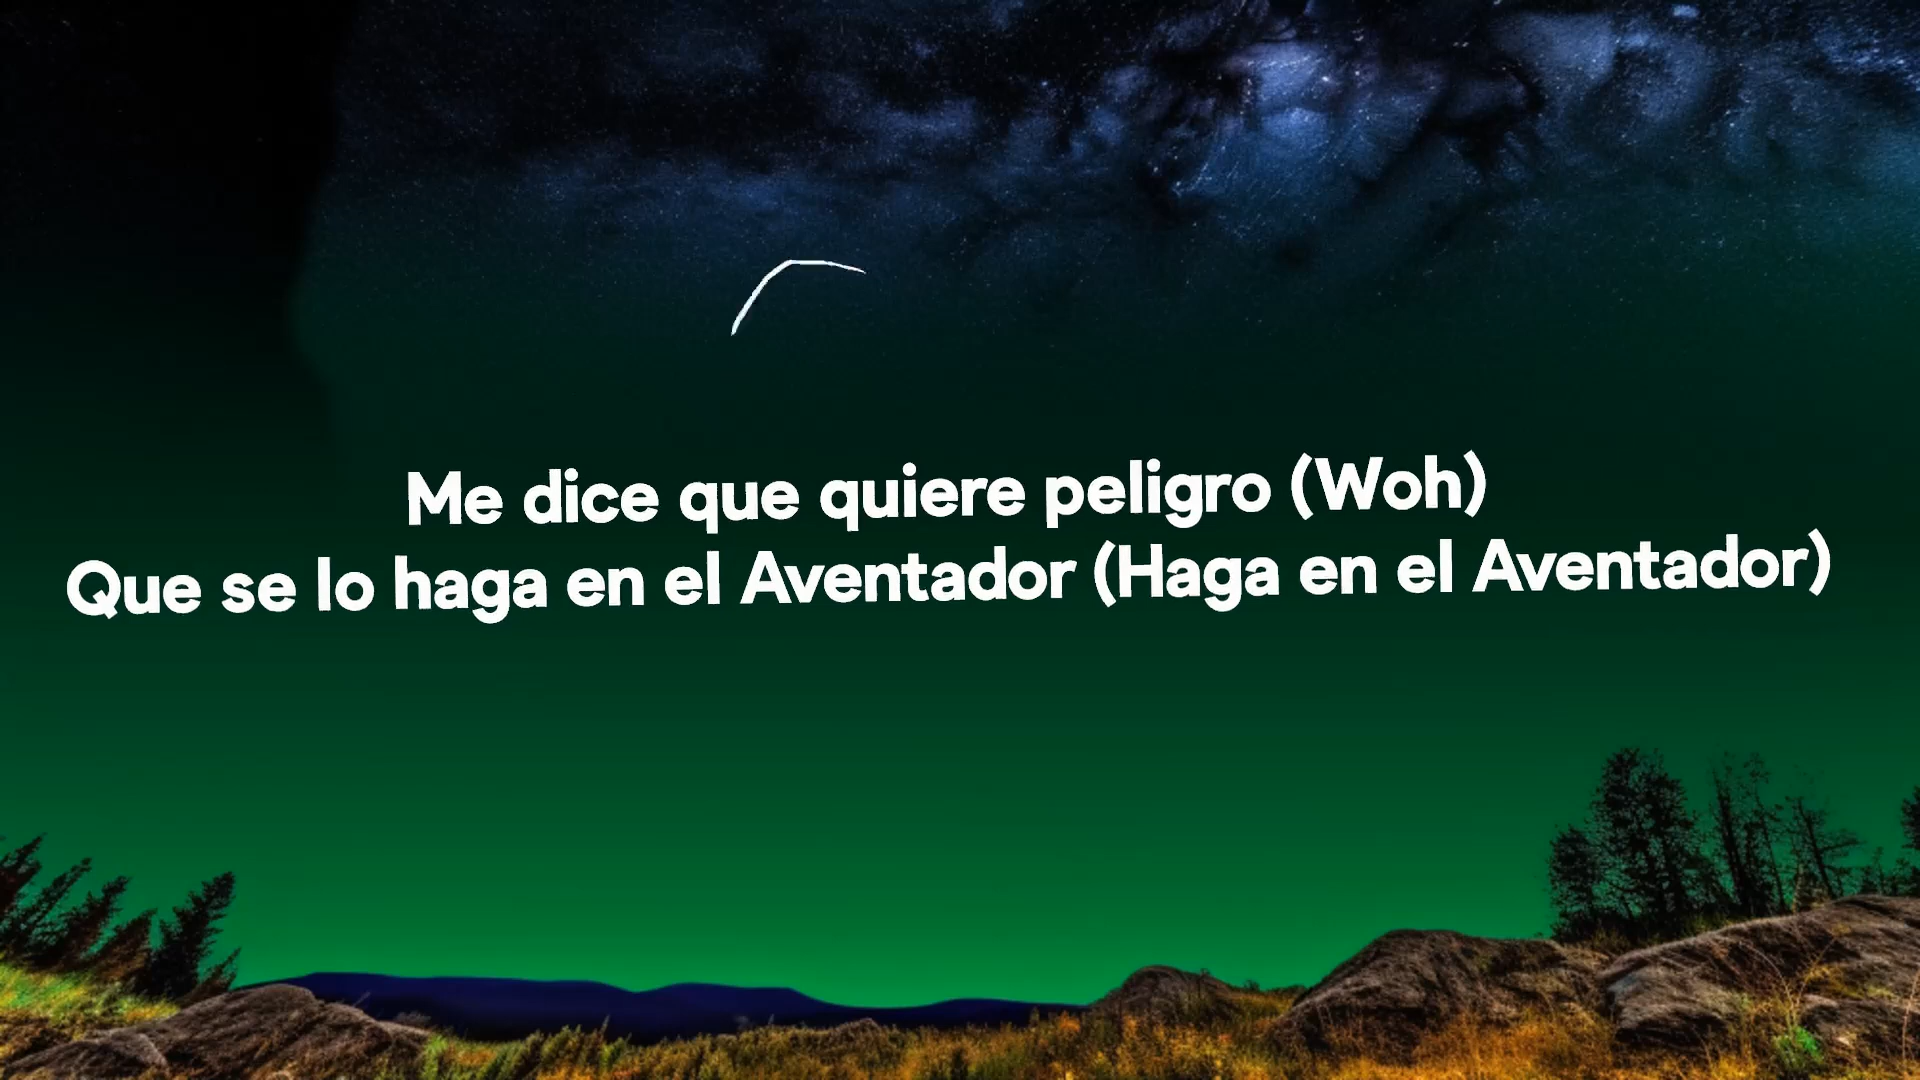 Me dice que quiere peligro (Woh)
Que se lo haga en el Aventador (Haga en el Aventador)